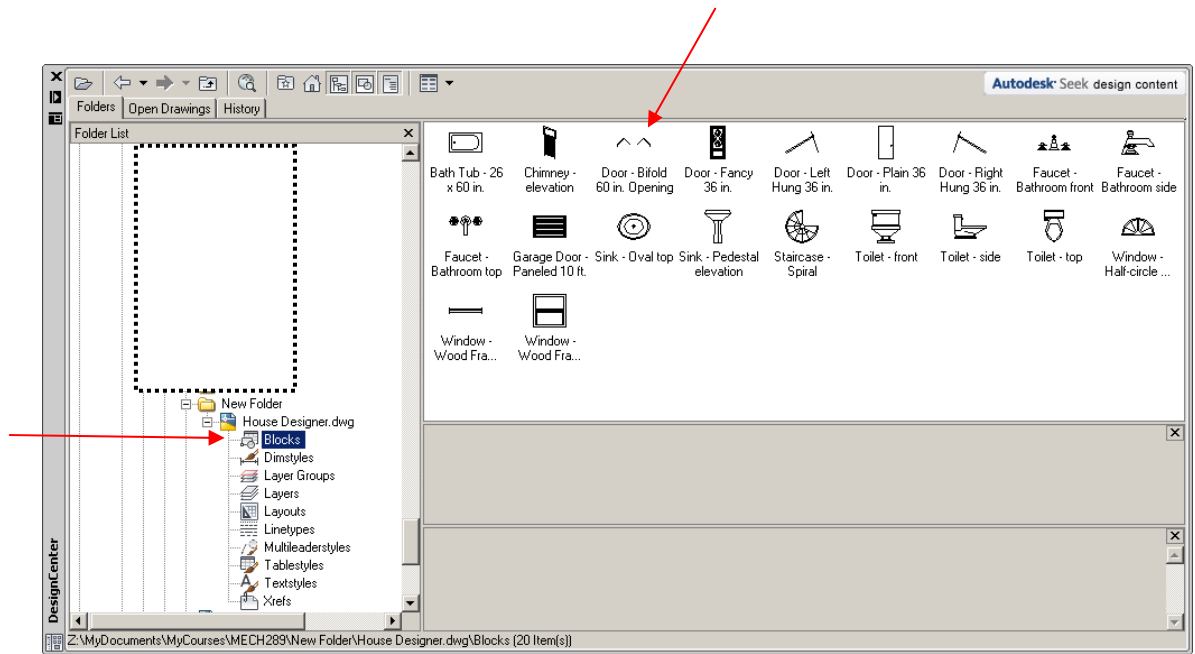 Autodesk® Seek design content
Folders Open Drawings History
Folder List
New Folder
House Designer.dwg
Blocks
Dimstyles
Layer Groups
Layers
Layouts
Linetypes
Multileaderstyles
Tablestyles
Textstyles
Xrefs
Bath Tub - 26
x 60 in.
Chimney -
elevation
Door - Bifold
60 in. Opening
Door - Fancy
36 in.
Door - Left
Hung 36 in.
Door - Plain 36
in.
Door - Right
Hung 36 in.
Faucet -
Bathroom front
Faucet -
Bathroom side
Faucet -
Bathroom top
Garage Door -
Paneled 10 ft.
Sink - Oval top
Sink - Pedestal
elevation
Staircase -
Spiral
Toilet - front
Toilet - side
Toilet - top
Window -
Half-circle ...
Window -
Wood Fra...
Window -
Wood Fra...
DesignCenter
Z:\MyDocuments\MyCourses\MECH289\New Folder\House Designer.dwg\Blocks (20 Item(s))